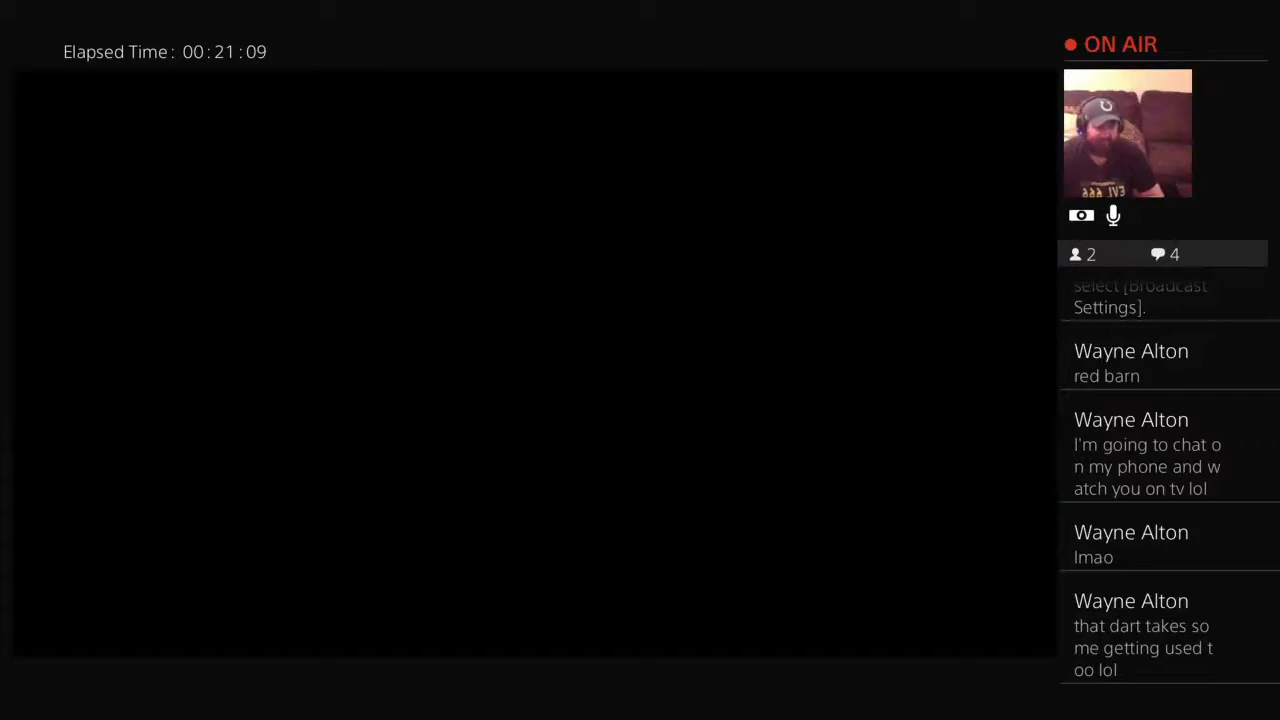 Elapsed Time: 00:21:09
ON AIR
2
4
select [Broadcast
Settings].
Wayne Alton
red barn
Wayne Alton
I'm going to chat o
n my phone and w
atch you on tv lol
Wayne Alton
lmao
Wayne Alton
that dart takes so
me getting used t
oo lol